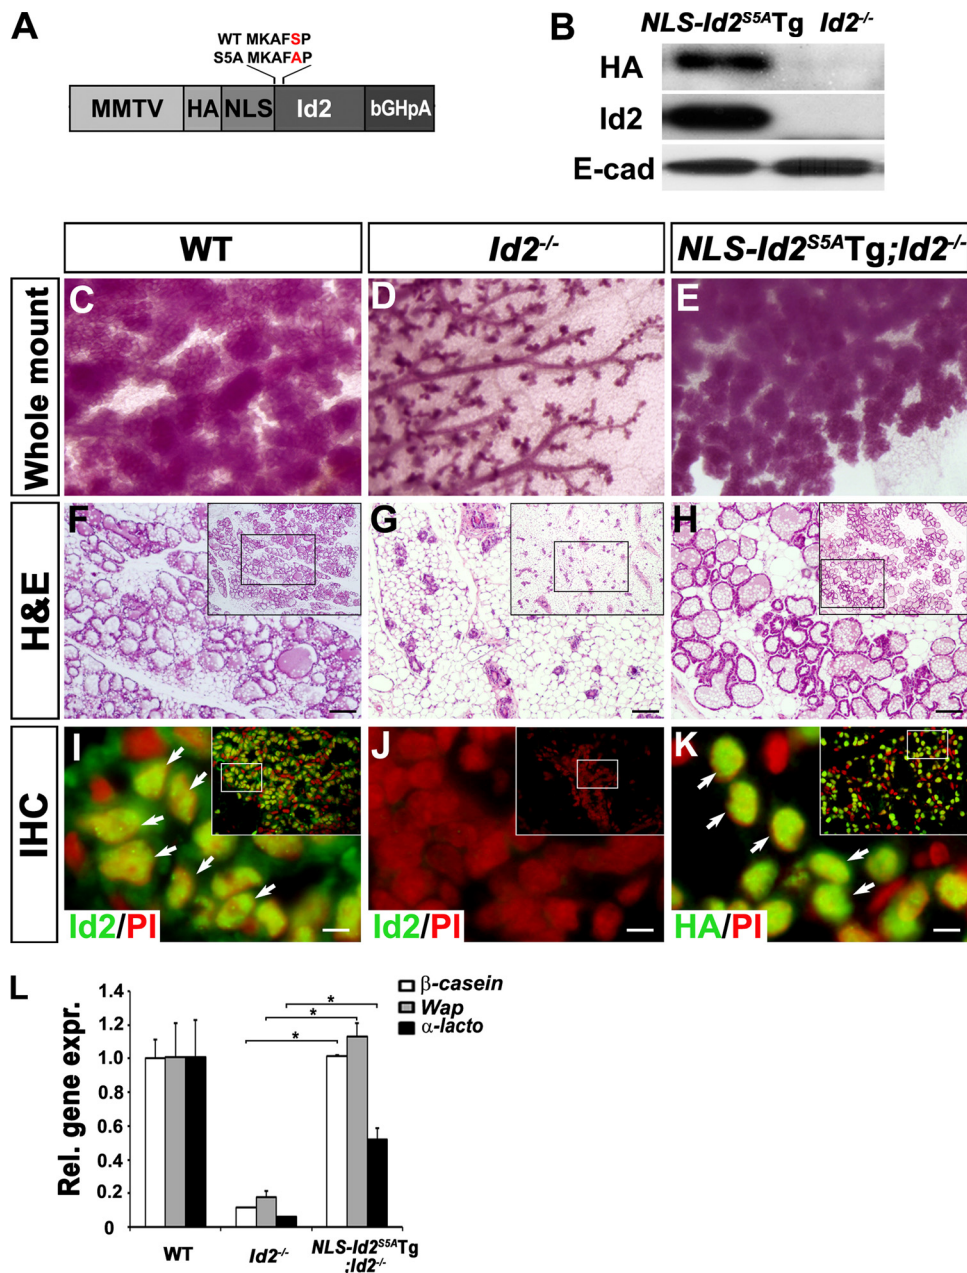 A
WT MKAFSP
S5A MKAFAP
MMTV HA NLS Id2 bGHpA
B
NLS-Id2S5ATg Id2-/-
HA
Id2
E-cad
WT
Id2-/-
NLS-Id2S5ATg;Id2-/-
Whole mount
C
D
E
H&E
F
G
H
IHC
I
Id2/PI
J
Id2/PI
K
HA/PI
L
Rel. gene expr.
1.4
1.2
1.0
0.8
0.6
0.4
0.2
0
β-casein
Wap
α-lacto
*
*
*
WT
Id2-/-
NLS-Id2S5ATg
;Id2-/-